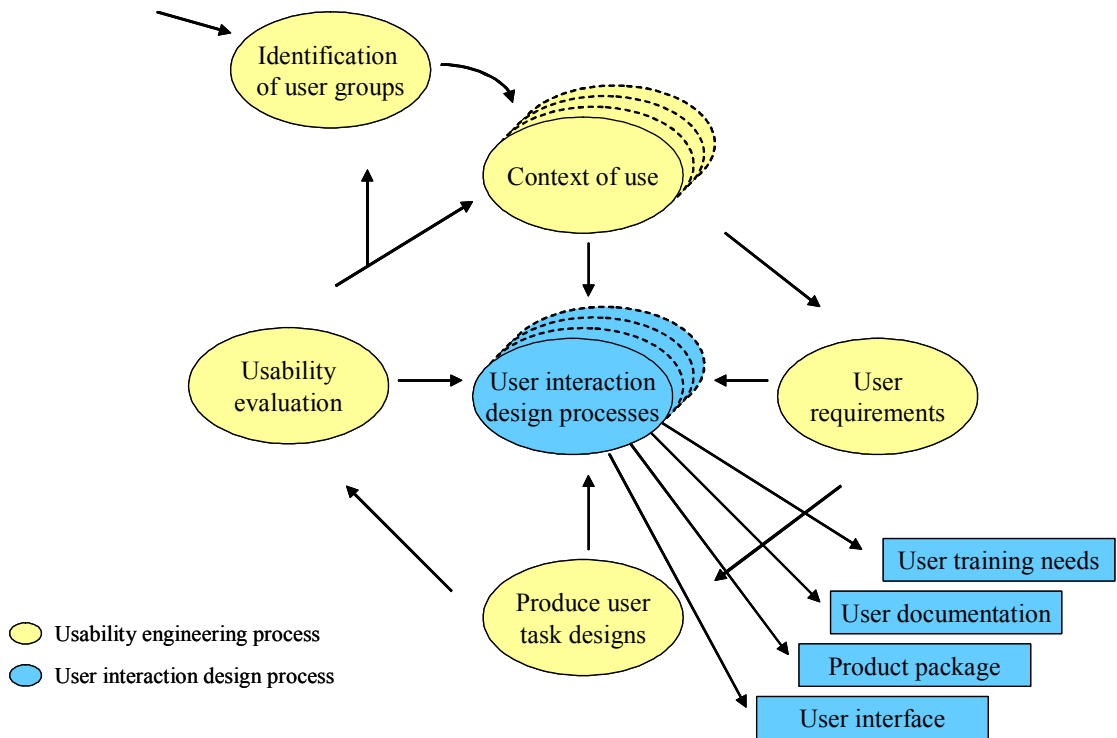 Identification
of user groups
Context of use
Usability
evaluation
User interaction
design processes
User
requirements
Produce user
task designs
User training needs
User documentation
Product package
User interface
Usability engineering process
User interaction design process